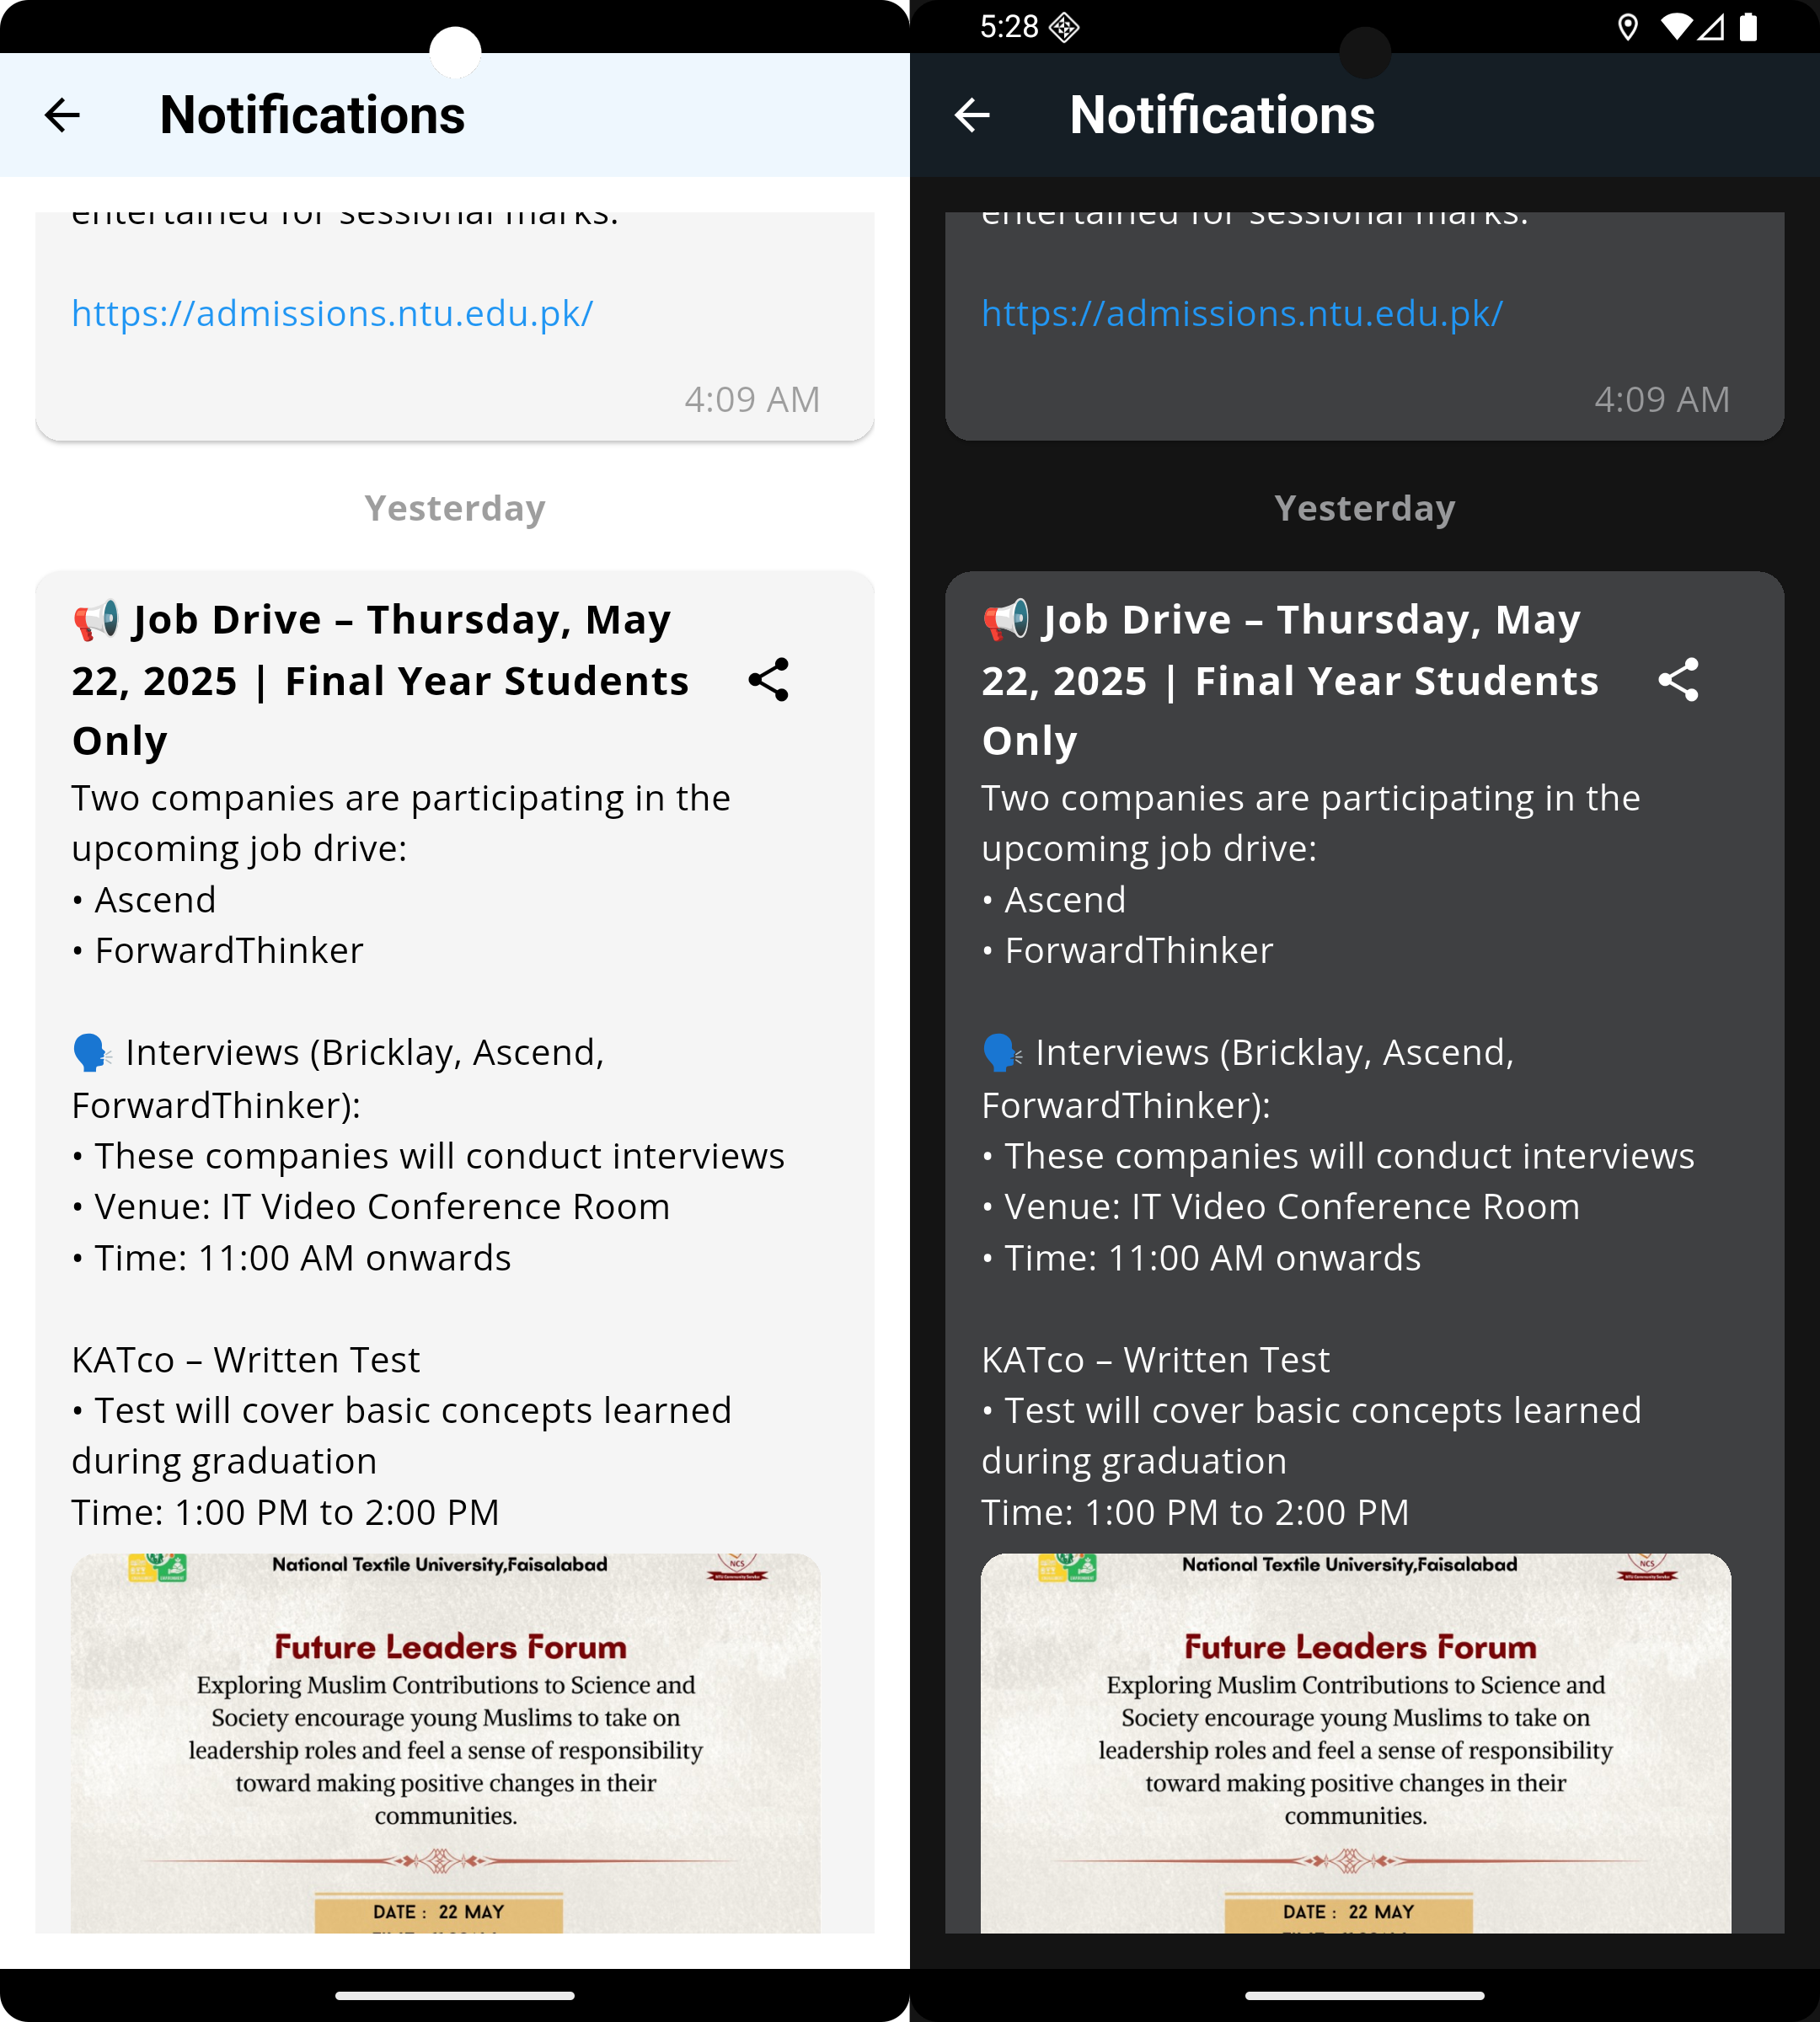 Notifications
entertained for sessional marks.
https://admissions.ntu.edu.pk/
4:09 AM
Yesterday
📢 Job Drive – Thursday, May
22, 2025 | Final Year Students
Only
Two companies are participating in the
upcoming job drive:
• Ascend
• ForwardThinker
🗣️ Interviews (Bricklay, Ascend,
ForwardThinker):
• These companies will conduct interviews
• Venue: IT Video Conference Room
• Time: 11:00 AM onwards
KATco – Written Test
• Test will cover basic concepts learned
during graduation
Time: 1:00 PM to 2:00 PM
National Textile University,Faisalabad
NCS
Future Leaders Forum
Exploring Muslim Contributions to Science and
Society encourage young Muslims to take on
leadership roles and feel a sense of responsibility
toward making positive changes in their
communities.
DATE : 22 MAY
5:28
Notifications
entertained for sessional marks.
https://admissions.ntu.edu.pk/
4:09 AM
Yesterday
📢 Job Drive – Thursday, May
22, 2025 | Final Year Students
Only
Two companies are participating in the
upcoming job drive:
• Ascend
• ForwardThinker
🗣️ Interviews (Bricklay, Ascend,
ForwardThinker):
• These companies will conduct interviews
• Venue: IT Video Conference Room
• Time: 11:00 AM onwards
KATco – Written Test
• Test will cover basic concepts learned
during graduation
Time: 1:00 PM to 2:00 PM
National Textile University,Faisalabad
NCS
Future Leaders Forum
Exploring Muslim Contributions to Science and
Society encourage young Muslims to take on
leadership roles and feel a sense of responsibility
toward making positive changes in their
communities.
DATE : 22 MAY